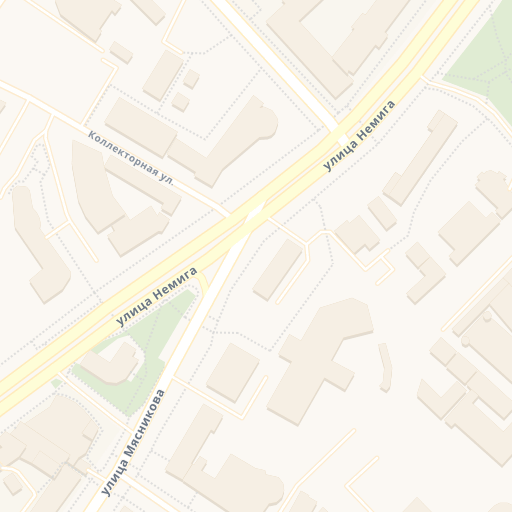 улица Немига
Коллекторная ул.
улица Немига
улица Мясникова